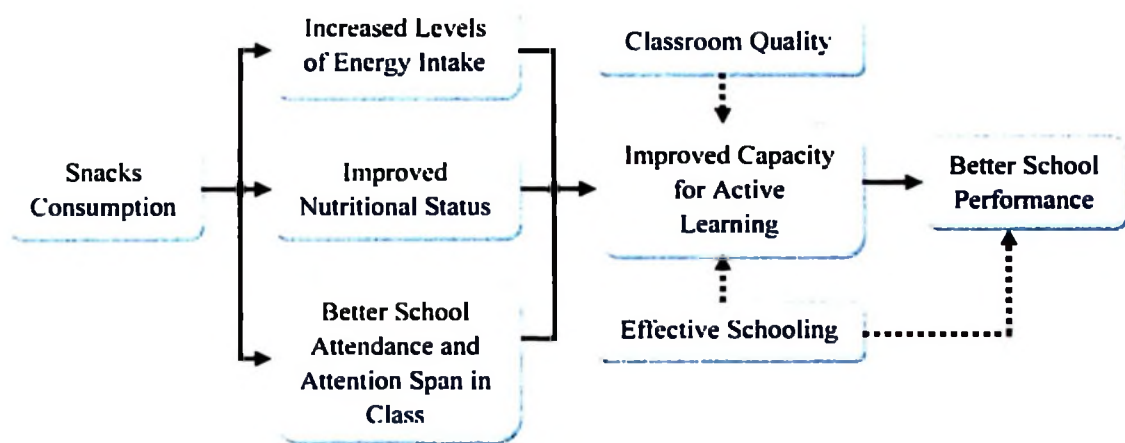 Snacks
Consumption
Increased Levels
of Energy Intake
Improved
Nutritional Status
Better School
Attendance and
Attention Span in
Class
Classroom Quality
Improved Capacity
for Active
Learning
Effective Schooling
Better School
Performance